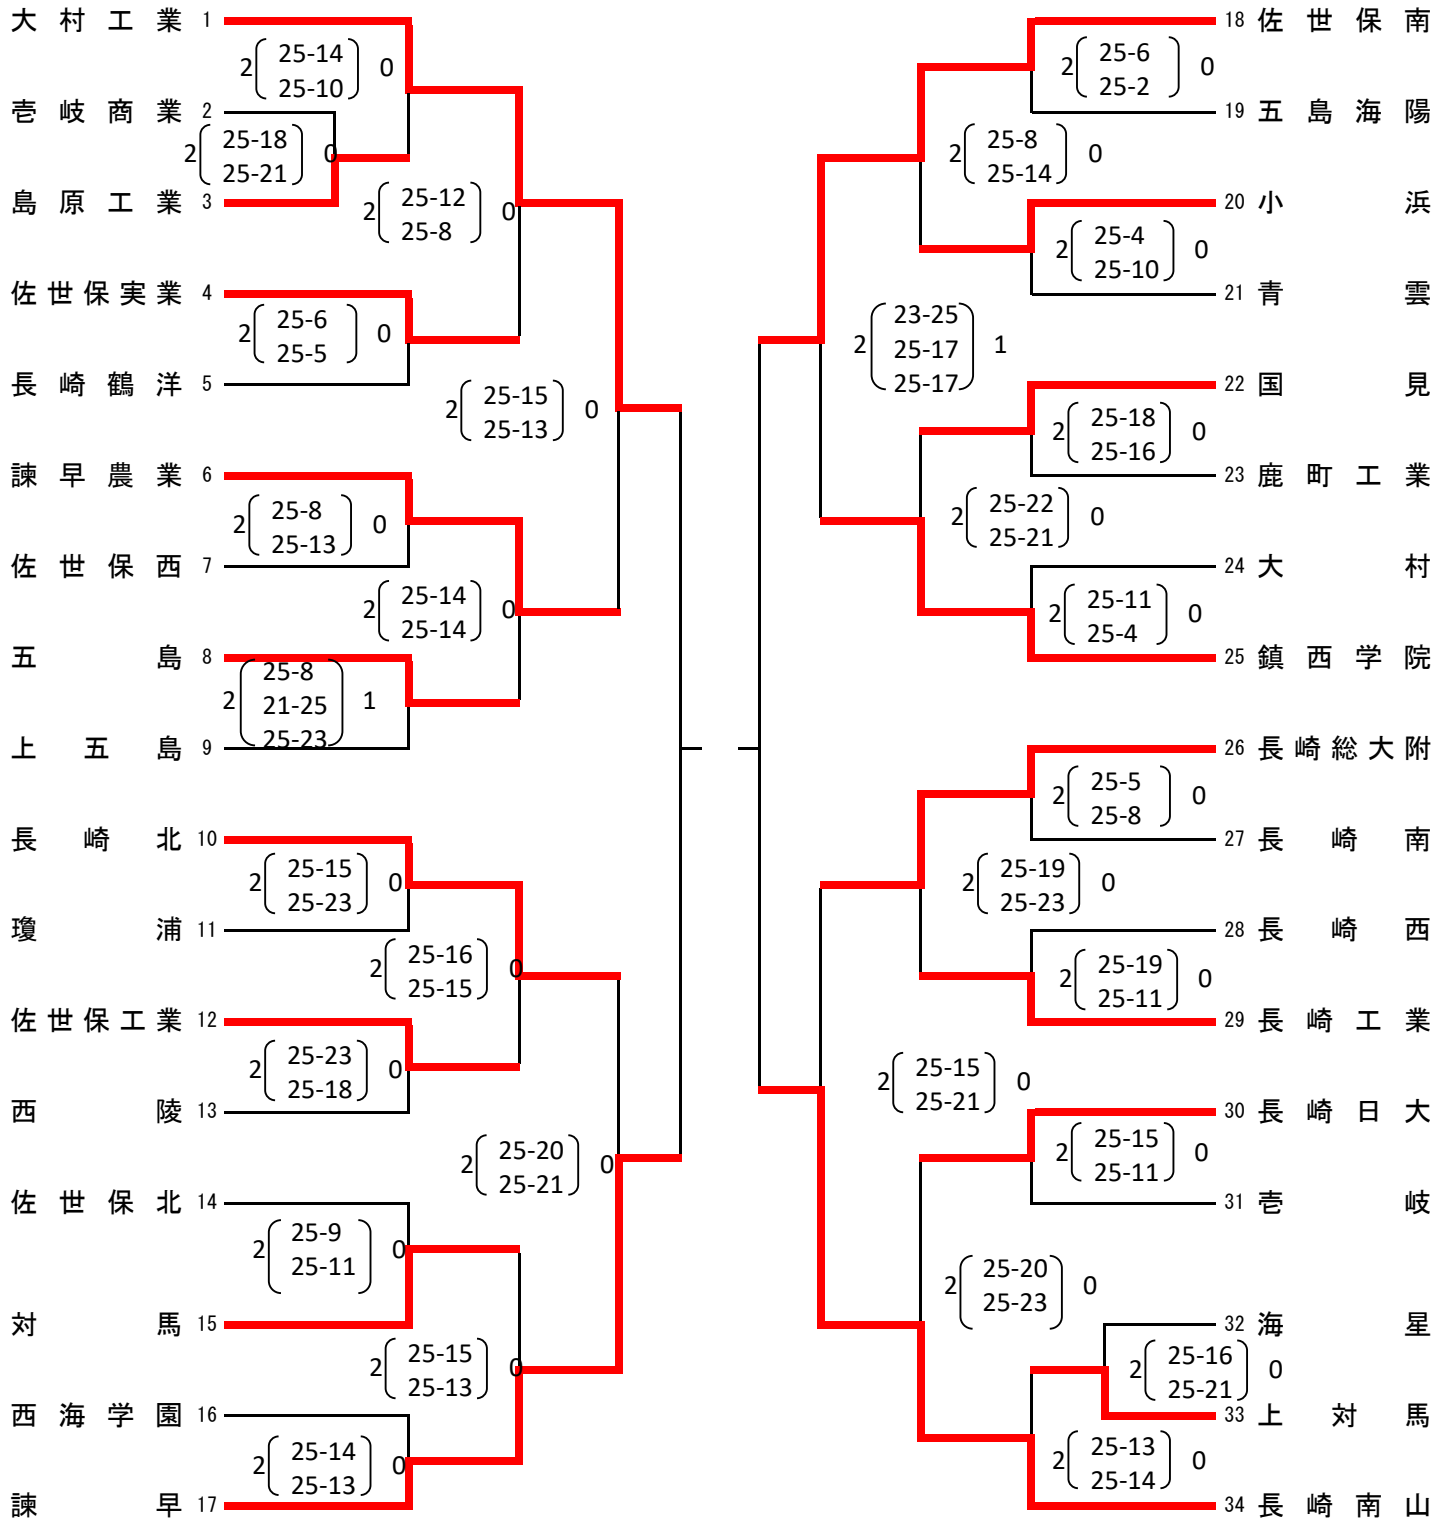 大村工業 1
2 25-14 0
25-10
壱岐商業 2
2 25-18 0
25-21
島原工業 3
2 25-12 0
25-8
佐世保実業 4
2 25-6 0
25-5
長崎鶴洋 5
2 25-15 0
25-13
諫早農業 6
2 25-8 0
25-13
佐世保西 7
2 25-14 0
25-14
五島 8
25-8
2 21-25 1
25-23
上五島 9
長崎北 10
2 25-15 0
25-23
瓊浦 11
2 25-16 0
25-15
佐世保工業 12
2 25-23 0
25-18
西陵 13
2 25-20 0
25-21
佐世保北 14
2 25-9 0
25-11
対馬 15
2 25-15 0
25-13
西海学園 16
2 25-14 0
25-13
諫早 17
18 佐世保南
2 25-6 0
25-2
19 五島海陽
2 25-8 0
25-14
20 小浜
2 25-4 0
25-10
21 青雲
23-25
2 25-17 1
25-17
22 国見
2 25-18 0
25-16
23 鹿町工業
2 25-22 0
25-21
24 大村
2 25-11 0
25-4
25 鎮西学院
26 長崎総大附
2 25-5 0
25-8
27 長崎南
2 25-19 0
25-23
28 長崎西
2 25-19 0
25-11
29 長崎工業
2 25-15 0
25-21
30 長崎日大
2 25-15 0
25-11
31 壱岐
2 25-20 0
25-23
32 海星
2 25-16 0
25-21
33 上対馬
2 25-13 0
25-14
34 長崎南山